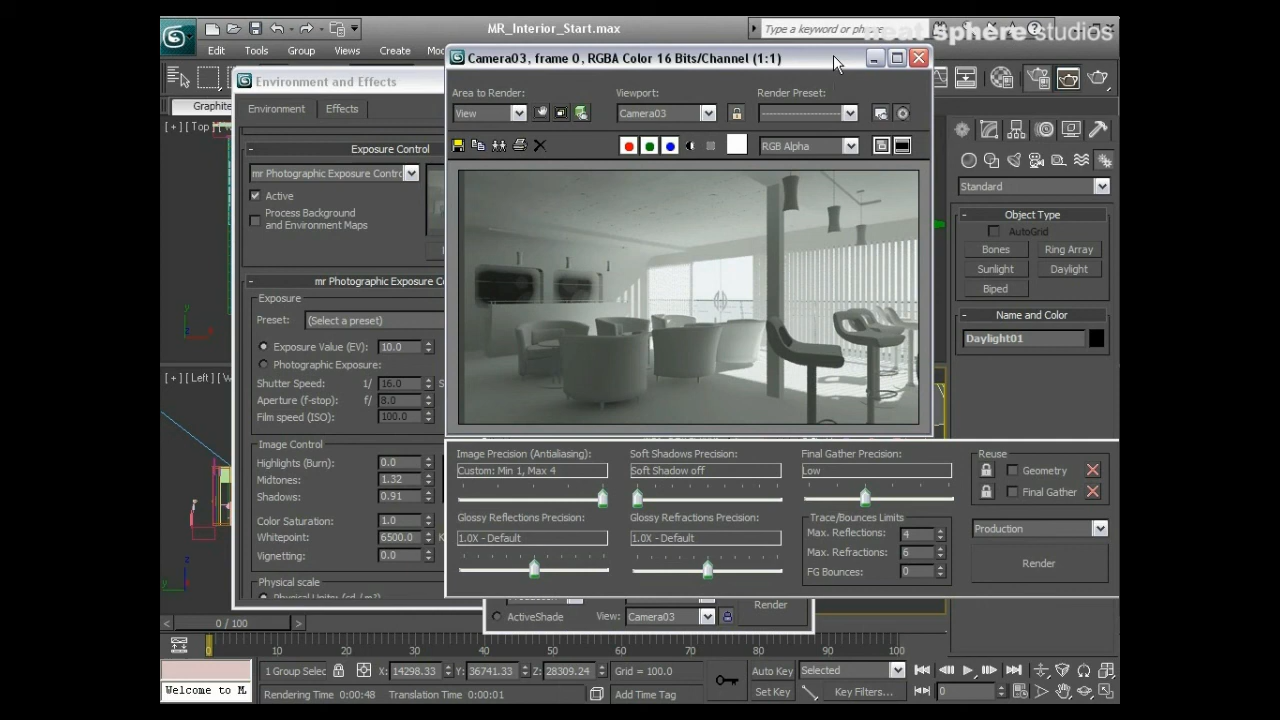 MR_Interior_Start.max
Type a keyword or phrase
neat sphere studios
Edit Tools Group Views Create
Graphite
[ + ] [ Top ]
Environment and Effects
Environment Effects
Exposure Control
mr Photographic Exposure Contro
Active
Process Background
and Environment Maps
mr Photographic Exposure Co
Exposure
Preset: (Select a preset)
Exposure Value (EV): 10.0
Photographic Exposure:
Shutter Speed: 1/ 16.0
Aperture (f-stop): f/ 8.0
Film speed (ISO): 100.0
Image Control
Highlights (Burn): 0.0
Midtones: 1.32
Shadows: 0.91
Color Saturation: 1.0
Whitepoint: 6500.0
Vignetting: 0.0
Physical scale
Camera03, frame 0, RGBA Color 16 Bits/Channel (1:1)
Area to Render: Viewport: Render Preset:
View Camera03
RGB Alpha
Image Precision (Antialiasing): Soft Shadows Precision: Final Gather Precision: Reuse
Custom: Min 1, Max 4 Soft Shadow off Low Geometry
Final Gather
Glossy Reflections Precision: Glossy Refractions Precision: Trace/Bounces Limits
1.0X - Default 1.0X - Default Max. Reflections: 4 Production
Max. Refractions: 6
FG Bounces: 0 Render
ActiveShade View: Camera03 Render
Standard
Object Type
AutoGrid
Bones Ring Array
Sunlight Daylight
Biped
Name and Color
Daylight01
[ + ] [ Left ]
0 / 100
0 10 20 30 40 50 60 70 80 90 100
1 Group Selec X: 14298.33 Y: 36741.33 Z: 28309.24 Grid = 100.0 Auto Key Selected
Welcome to M Rendering Time 0:00:48 Translation Time 0:00:01 Add Time Tag Set Key Key Filters... 0